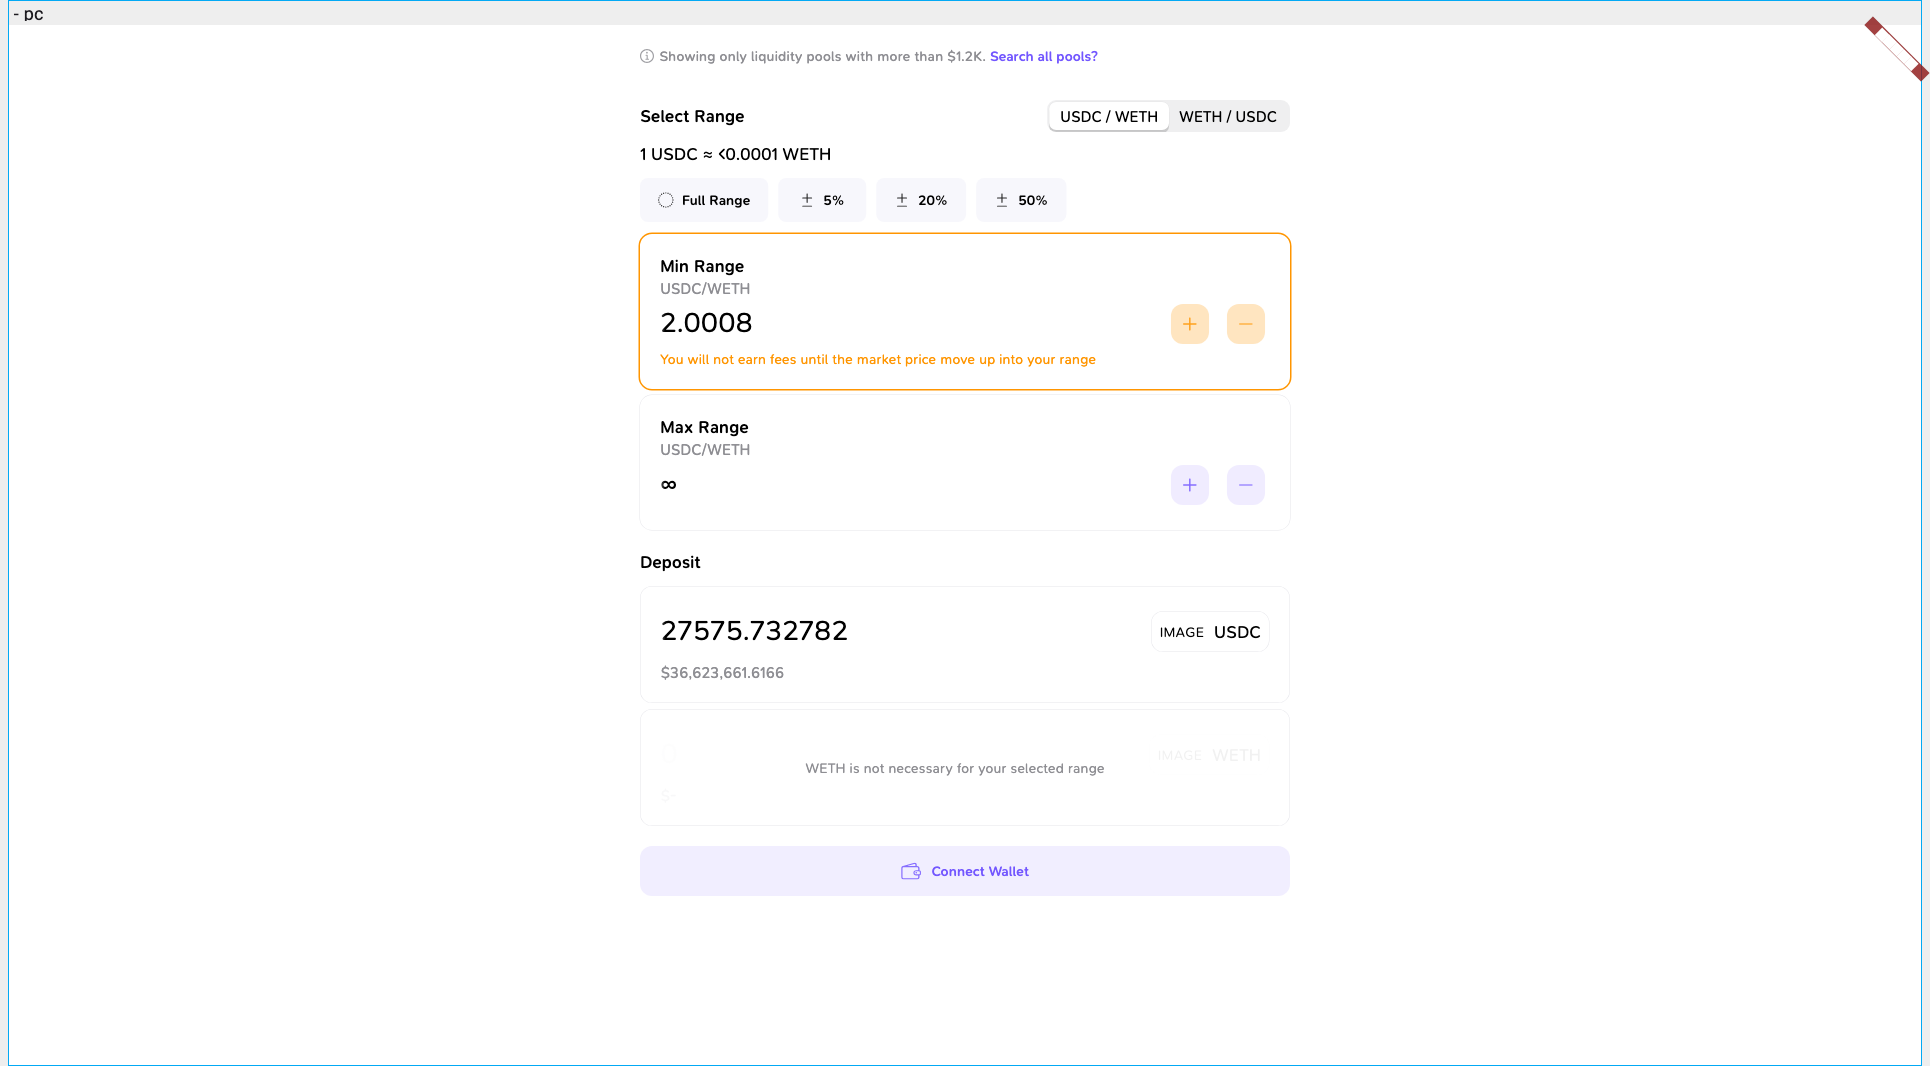 - pc
Showing only liquidity pools with more than $1.2K. Search all pools?
Select Range
USDC / WETH
WETH / USDC
1 USDC ≈ <0.0001 WETH
Full Range
± 5%
± 20%
± 50%
Min Range
USDC/WETH
2.0008
+ −
You will not earn fees until the market price move up into your range
Max Range
USDC/WETH
∞
+ −
Deposit
27575.732782
IMAGE USDC
$36,623,661.6166
0
IMAGE WETH
WETH is not necessary for your selected range
$-
Connect Wallet